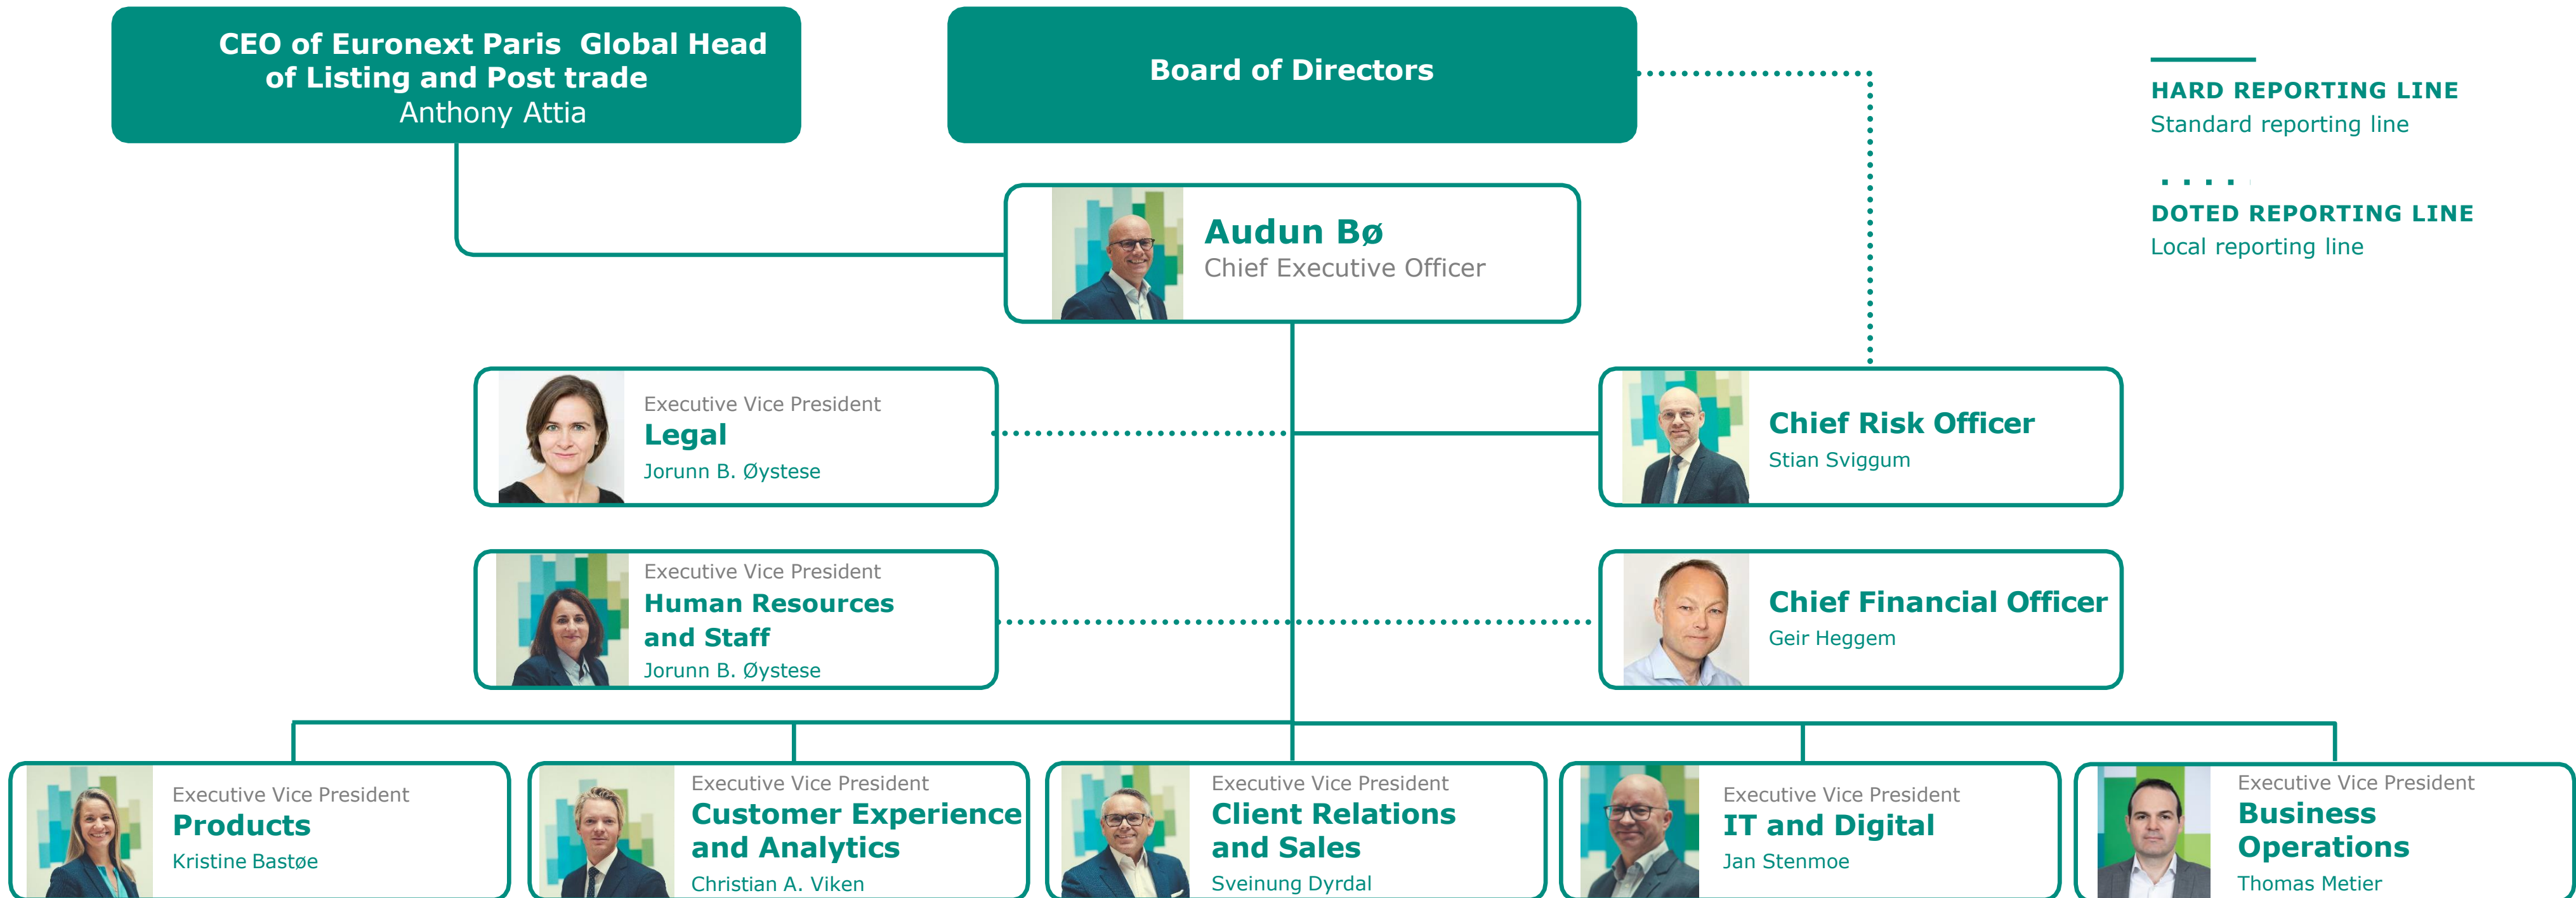 CEO of Euronext Paris  Global Head
of Listing and Post trade
Anthony Attia
Board of Directors
HARD REPORTING LINE
Standard reporting line
DOTED REPORTING LINE
Local reporting line
Audun Bø
Chief Executive Officer
Executive Vice President
Legal
Jorunn B. Øystese
Chief Risk Officer
Stian Sviggum
Executive Vice President
Human Resources
and Staff
Jorunn B. Øystese
Chief Financial Officer
Geir Heggem
Executive Vice President
Products
Kristine Bastøe
Executive Vice President
Customer Experience
and Analytics
Christian A. Viken
Executive Vice President
Client Relations
and Sales
Sveinung Dyrdal
Executive Vice President
IT and Digital
Jan Stenmoe
Executive Vice President
Business
Operations
Thomas Metier